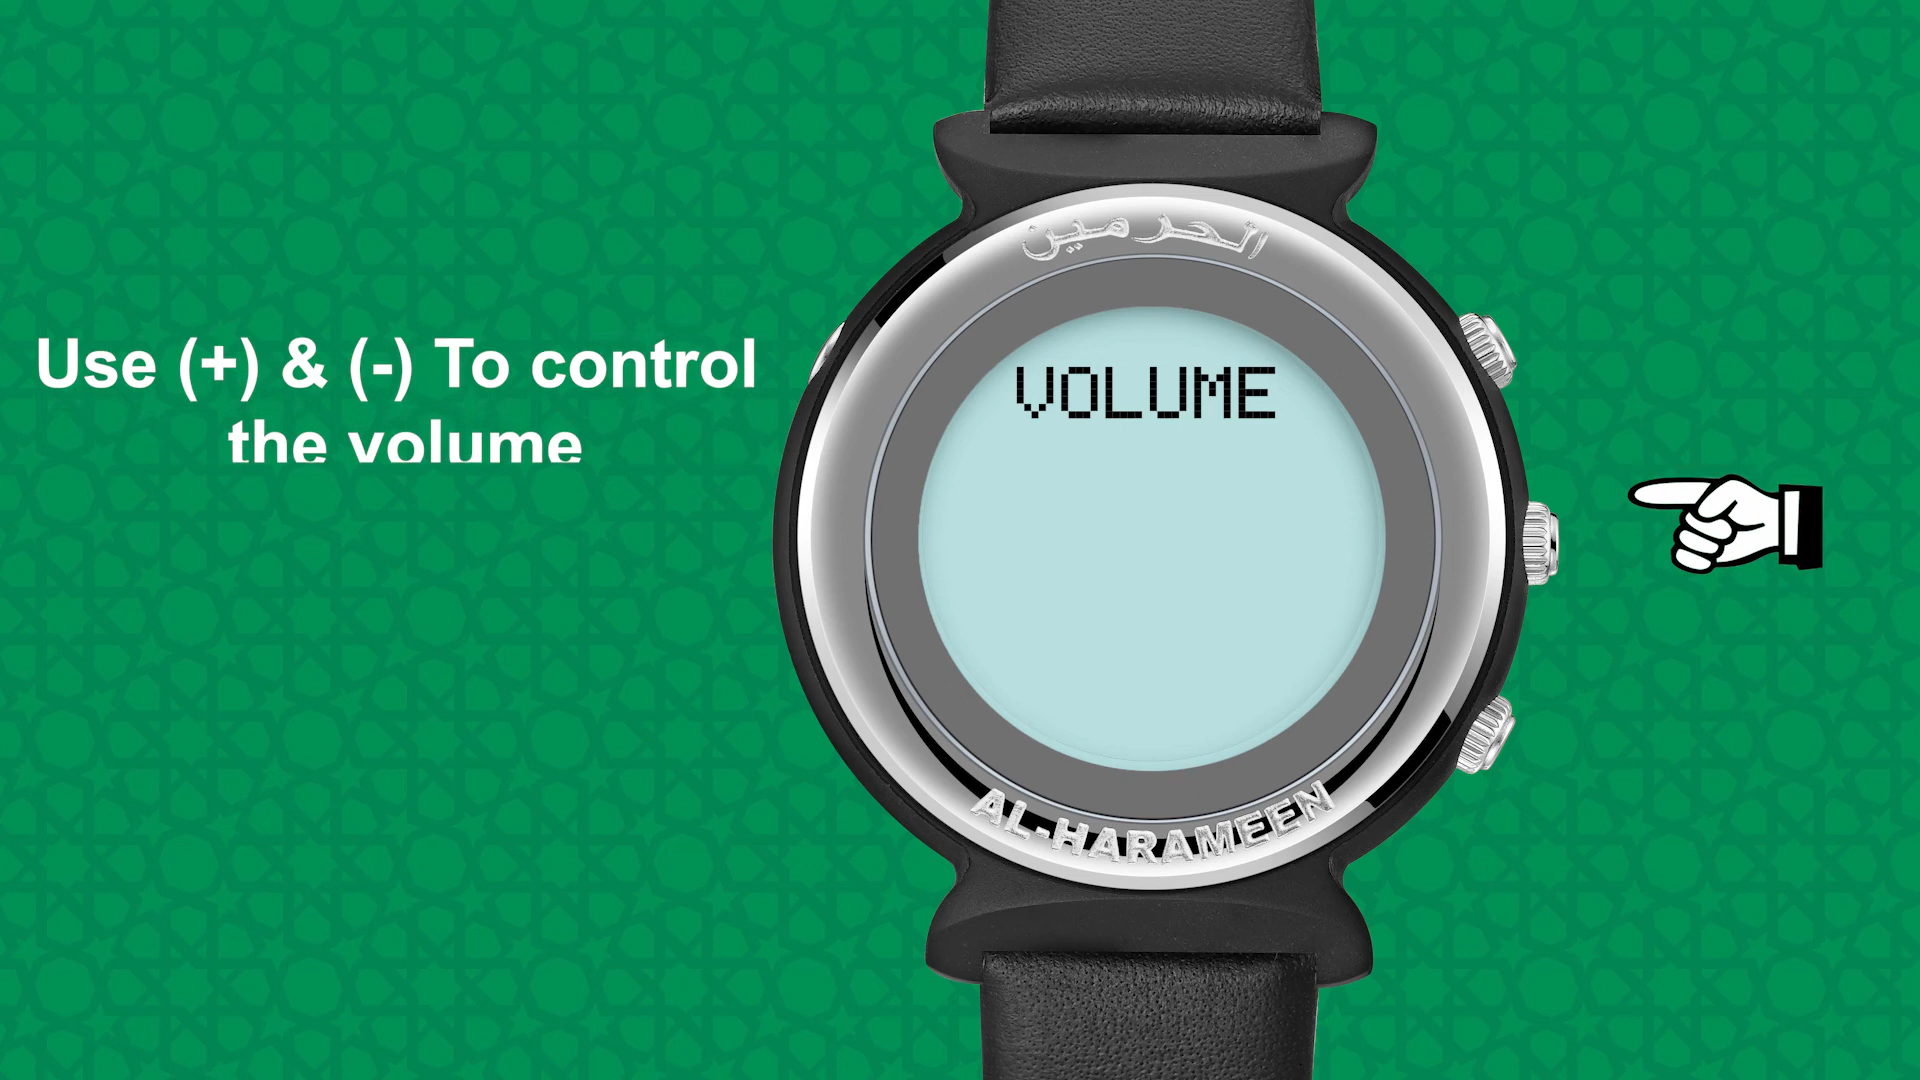 Use (+) & (-) To control
the volume
الحرمين
VOLUME
AL-HARAMEEN